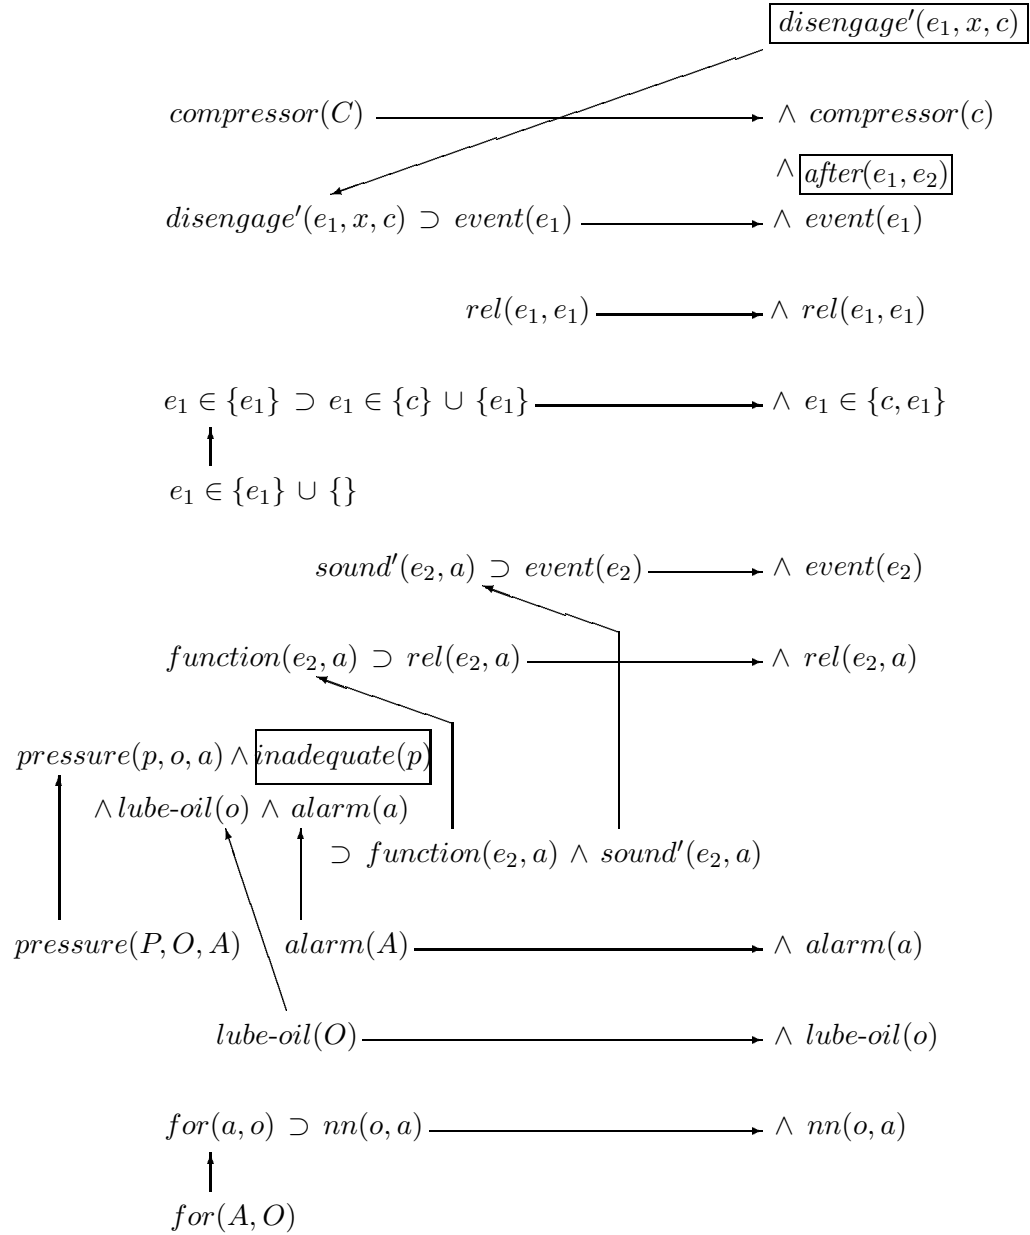 disengage′(e₁, x, c)
compressor(C) ∧ compressor(c)
∧ after(e₁, e₂)
disengage′(e₁, x, c) ⊃ event(e₁) ∧ event(e₁)
rel(e₁, e₁) ∧ rel(e₁, e₁)
e₁ ∈ {e₁} ⊃ e₁ ∈ {c} ∪ {e₁} ∧ e₁ ∈ {c, e₁}
e₁ ∈ {e₁} ∪ {}
sound′(e₂, a) ⊃ event(e₂) ∧ event(e₂)
function(e₂, a) ⊃ rel(e₂, a) ∧ rel(e₂, a)
pressure(p, o, a) ∧ inadequate(p)
∧ lube-oil(o) ∧ alarm(a)
⊃ function(e₂, a) ∧ sound′(e₂, a)
pressure(P, O, A) alarm(A) ∧ alarm(a)
lube-oil(O) ∧ lube-oil(o)
for(a, o) ⊃ nn(o, a) ∧ nn(o, a)
for(A, O)